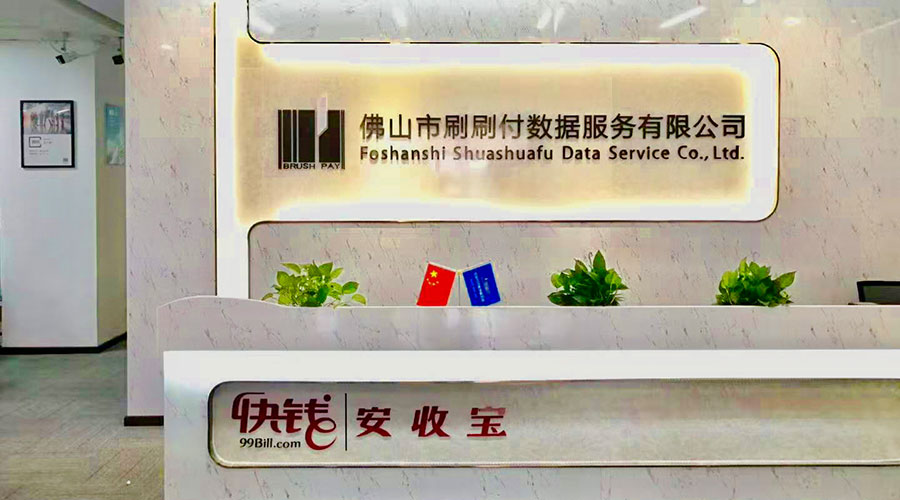 佛山市刷刷付数据服务有限公司
Foshanshi Shuashuafu Data Service Co., Ltd.
BRUSH PAY
快钱
99Bill.com
安收宝